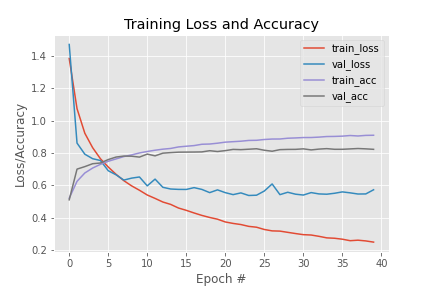 Training Loss and Accuracy
train_loss
val_loss
train_acc
val_acc
1.4
1.2
1.0
0.8
0.6
0.4
0.2
Loss/Accuracy
0 5 10 15 20 25 30 35 40
Epoch #